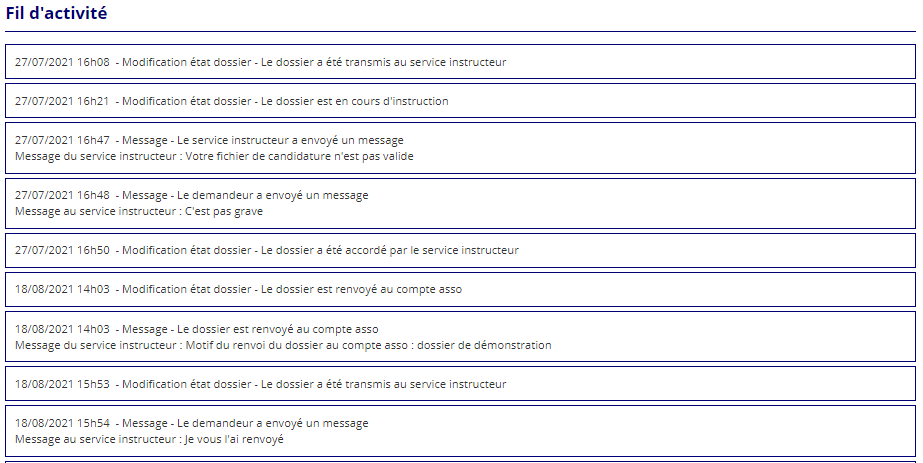 Fil d'activité
27/07/2021 16h08 - Modification état dossier - Le dossier a été transmis au service instructeur
27/07/2021 16h21 - Modification état dossier - Le dossier est en cours d'instruction
27/07/2021 16h47 - Message - Le service instructeur a envoyé un message
Message du service instructeur : Votre fichier de candidature n'est pas valide
27/07/2021 16h48 - Message - Le demandeur a envoyé un message
Message au service instructeur : C'est pas grave
27/07/2021 16h50 - Modification état dossier - Le dossier a été accordé par le service instructeur
18/08/2021 14h03 - Modification état dossier - Le dossier est renvoyé au compte asso
18/08/2021 14h03 - Message - Le dossier est renvoyé au compte asso
Message du service instructeur : Motif du renvoi du dossier au compte asso : dossier de démonstration
18/08/2021 15h53 - Modification état dossier - Le dossier a été transmis au service instructeur
18/08/2021 15h54 - Message - Le demandeur a envoyé un message
Message au service instructeur : Je vous l'ai renvoyé